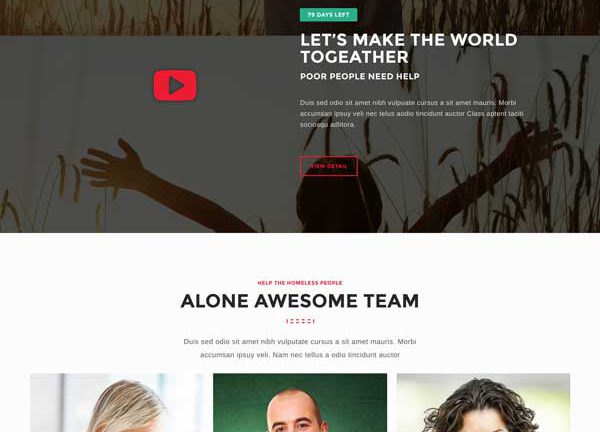 75 DAYS LEFT
LET'S MAKE THE WORLD
TOGEATHER
POOR PEOPLE NEED HELP
Duis sed odio sit amet nibh vulpuate cursus a sit amet mauris. Morbi
accumsan ipsuy veli nec telus aodio tincidunt auctor Class aptent taciti
sociosqu adlitora.
VIEW DETAIL
HELP THE HOMELESS PEOPLE
ALONE AWESOME TEAM
Duis sed odio sit amet nibh vulputate cursus a sit amet mauris. Morbi
accumsan ipsuy veli. Nam nec tellus a odio tincidunt auctor